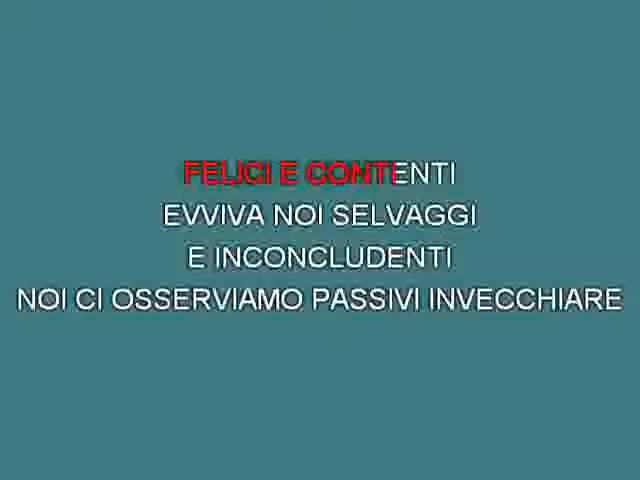 FELICI E CONTENTI
EVVIVA NOI SELVAGGI
E INCONCLUDENTI
NOI CI OSSERVIAMO PASSIVI INVECCHIARE